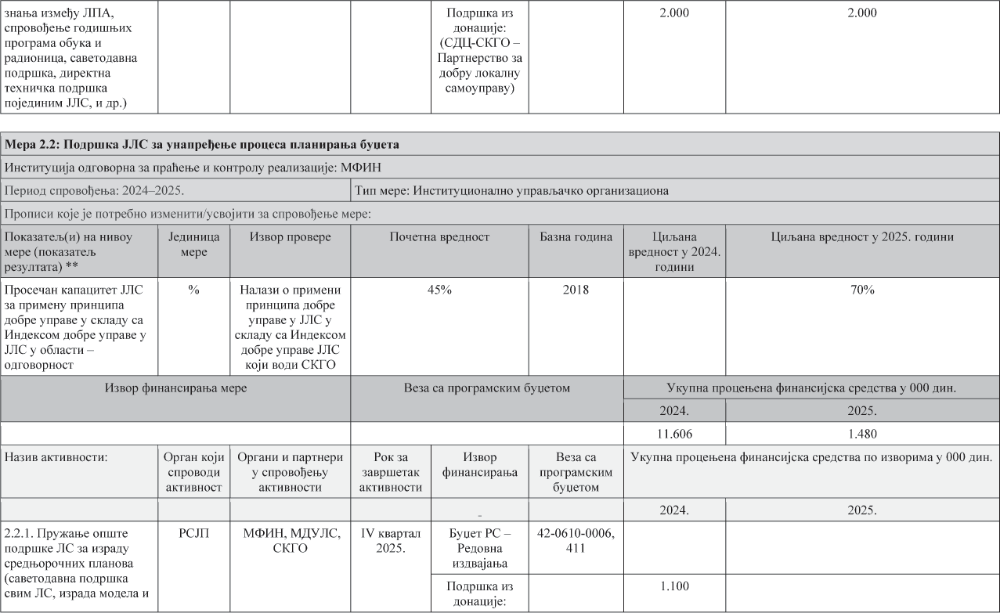 знања између ЛПА,
спровођење годишњих
програма обука и
радионица, саветодавна
подршка, директна
техничка подршка
појединим ЈЛС, и др.)
Подршка из
донације:
(СДЦ-СКГО –
Партнерство за
добру локалну
самоуправу)
2.000
2.000
Мера 2.2: Подршка ЈЛС за унапређење процеса планирања буџета
Институција одговорна за праћење и контролу реализације: МФИН
Период спровођења: 2024–2025.
Тип мере: Институционално управљачко организациона
Прописи које је потребно изменити/усвојити за спровођење мере:
Показатељ(и) на нивоу
мере (показатељ
резултата) **
Јединица
мере
Извор провере
Почетна вредност
Базна година
Циљана
вредност у 2024.
години
Циљана вредност у 2025. години
Просечан капацитет ЈЛС
за примену принципа
добре управе у складу са
Индексом добре управе у
ЈЛС у области –
одговорност
%
Налази о примени
принципа добре
управе у ЈЛС у
складу са Индексом
добре управе ЈЛС
који води СКГО
45%
2018
70%
Извор финансирања мере
Веза са програмским буџетом
Укупна процењена финансијска средства у 000 дин.
2024.
2025.
11.606
1.480
Назив активности:
Орган који
спроводи
активност
Органи и партнери
у спровођењу
активности
Рок за
завршетак
активности
Извор
финансирања
Веза са
програмским
буџетом
Укупна процењена финансијска средства по изворима у 000 дин.
-
2024.
2025.
2.2.1. Пружање опште
подршке ЛС за израду
средњорочних планова
(саветодавна подршка
свим ЛС, израда модела и
РСЈП
МФИН, МДУЛС,
СКГО
IV квартал
2025.
Буџет РС –
Редовна
издвајања
42-0610-0006,
411
Подршка из
донације:
1.100